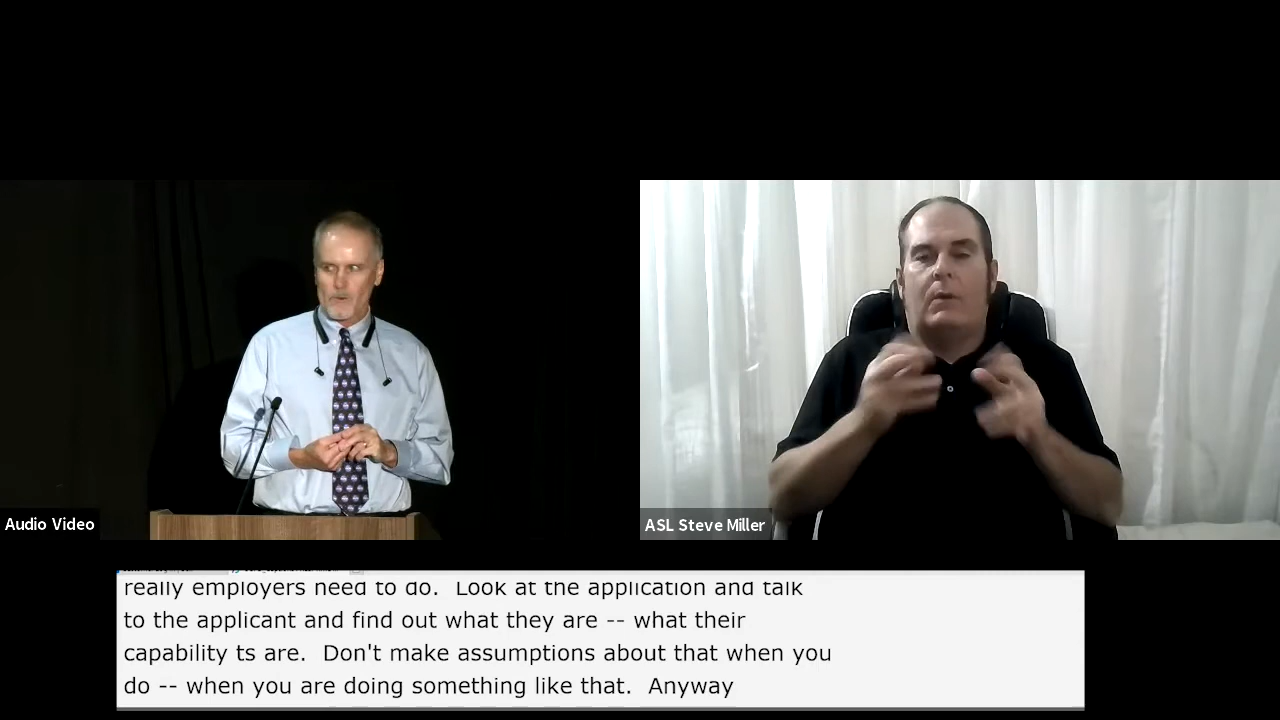 Audio Video
ASL Steve Miller
really employers need to do.  Look at the application and talk
to the applicant and find out what they are -- what their
capability ts are.  Don't make assumptions about that when you
do -- when you are doing something like that.  Anyway